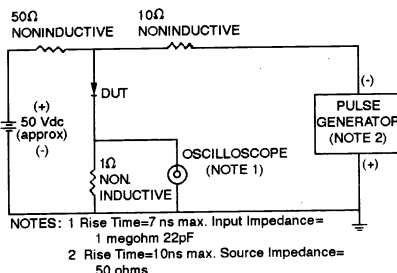 50Ω
NONINDUCTIVE
10Ω
NONINDUCTIVE
(+)
50 Vdc
(approx)
(-)
DUT
1Ω
NON.
INDUCTIVE
OSCILLOSCOPE
(NOTE 1)
(-)
PULSE
GENERATOR
(NOTE 2)
(+)
NOTES: 1 Rise Time=7 ns max. Input Impedance=
1 megohm 22pF
2 Rise Time=10ns max. Source Impedance=
50 ohms